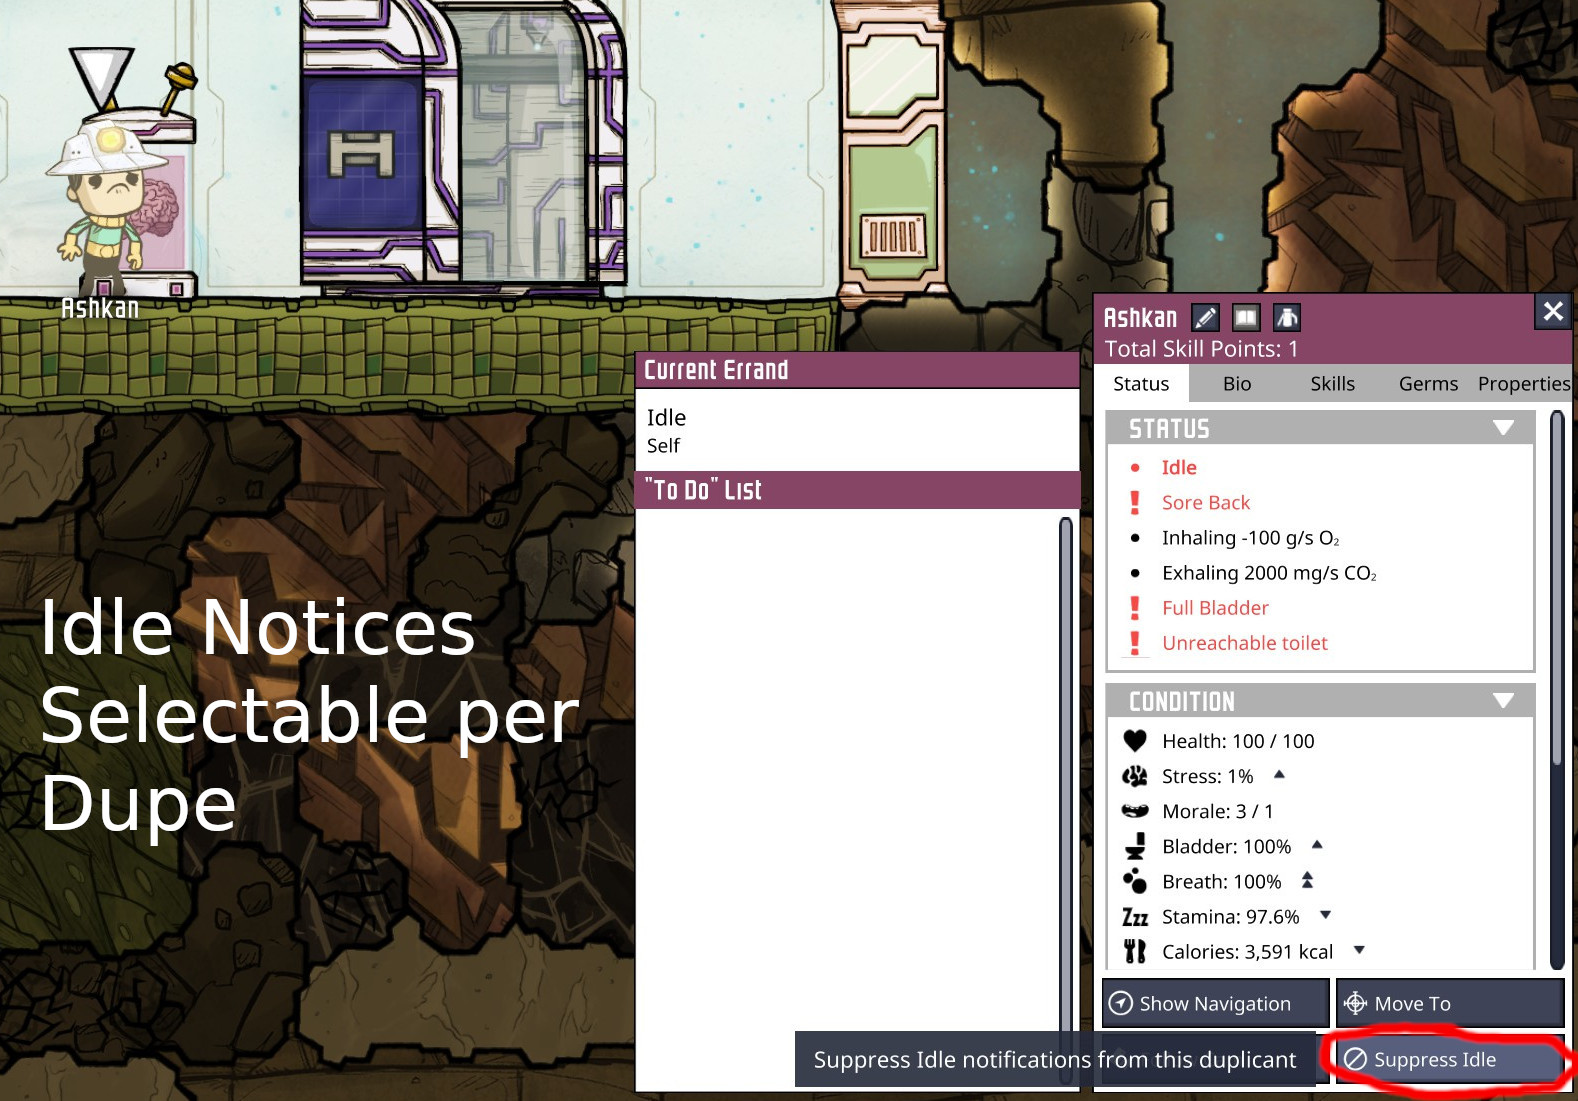 Ashkan
Idle Notices
Selectable per
Dupe
Current Errand
Idle
Self
"To Do" List
Ashkan
Total Skill Points: 1
Status Bio Skills Germs Properties
STATUS
Idle
Sore Back
Inhaling -100 g/s O₂
Exhaling 2000 mg/s CO₂
Full Bladder
Unreachable toilet
CONDITION
Health: 100 / 100
Stress: 1%
Morale: 3 / 1
Bladder: 100%
Breath: 100%
Zzz Stamina: 97.6%
Calories: 3,591 kcal
Show Navigation Move To
Suppress Idle notifications from this duplicant
Suppress Idle